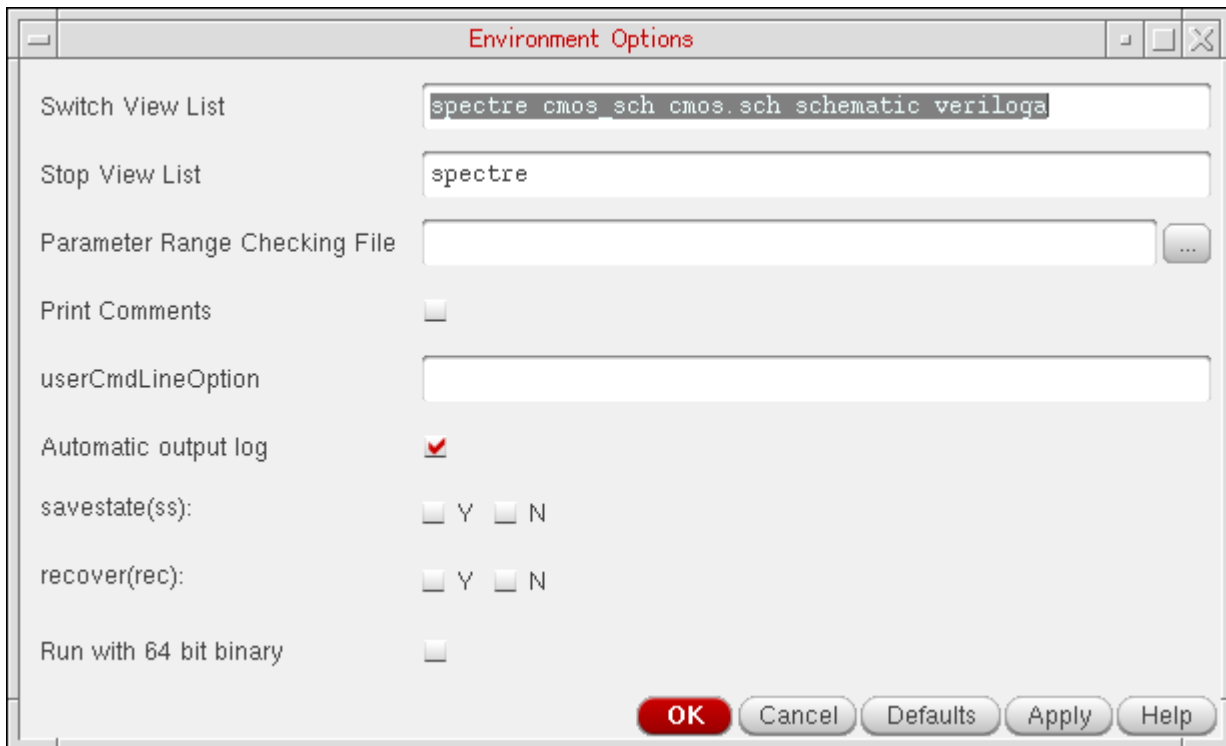 Environment Options
Switch View List spectre cmos_sch cmos.sch schematic veriloga
Stop View List spectre
Parameter Range Checking File ...
Print Comments
userCmdLineOption
Automatic output log
savestate(ss): Y N
recover(rec): Y N
Run with 64 bit binary
OK Cancel Defaults Apply Help